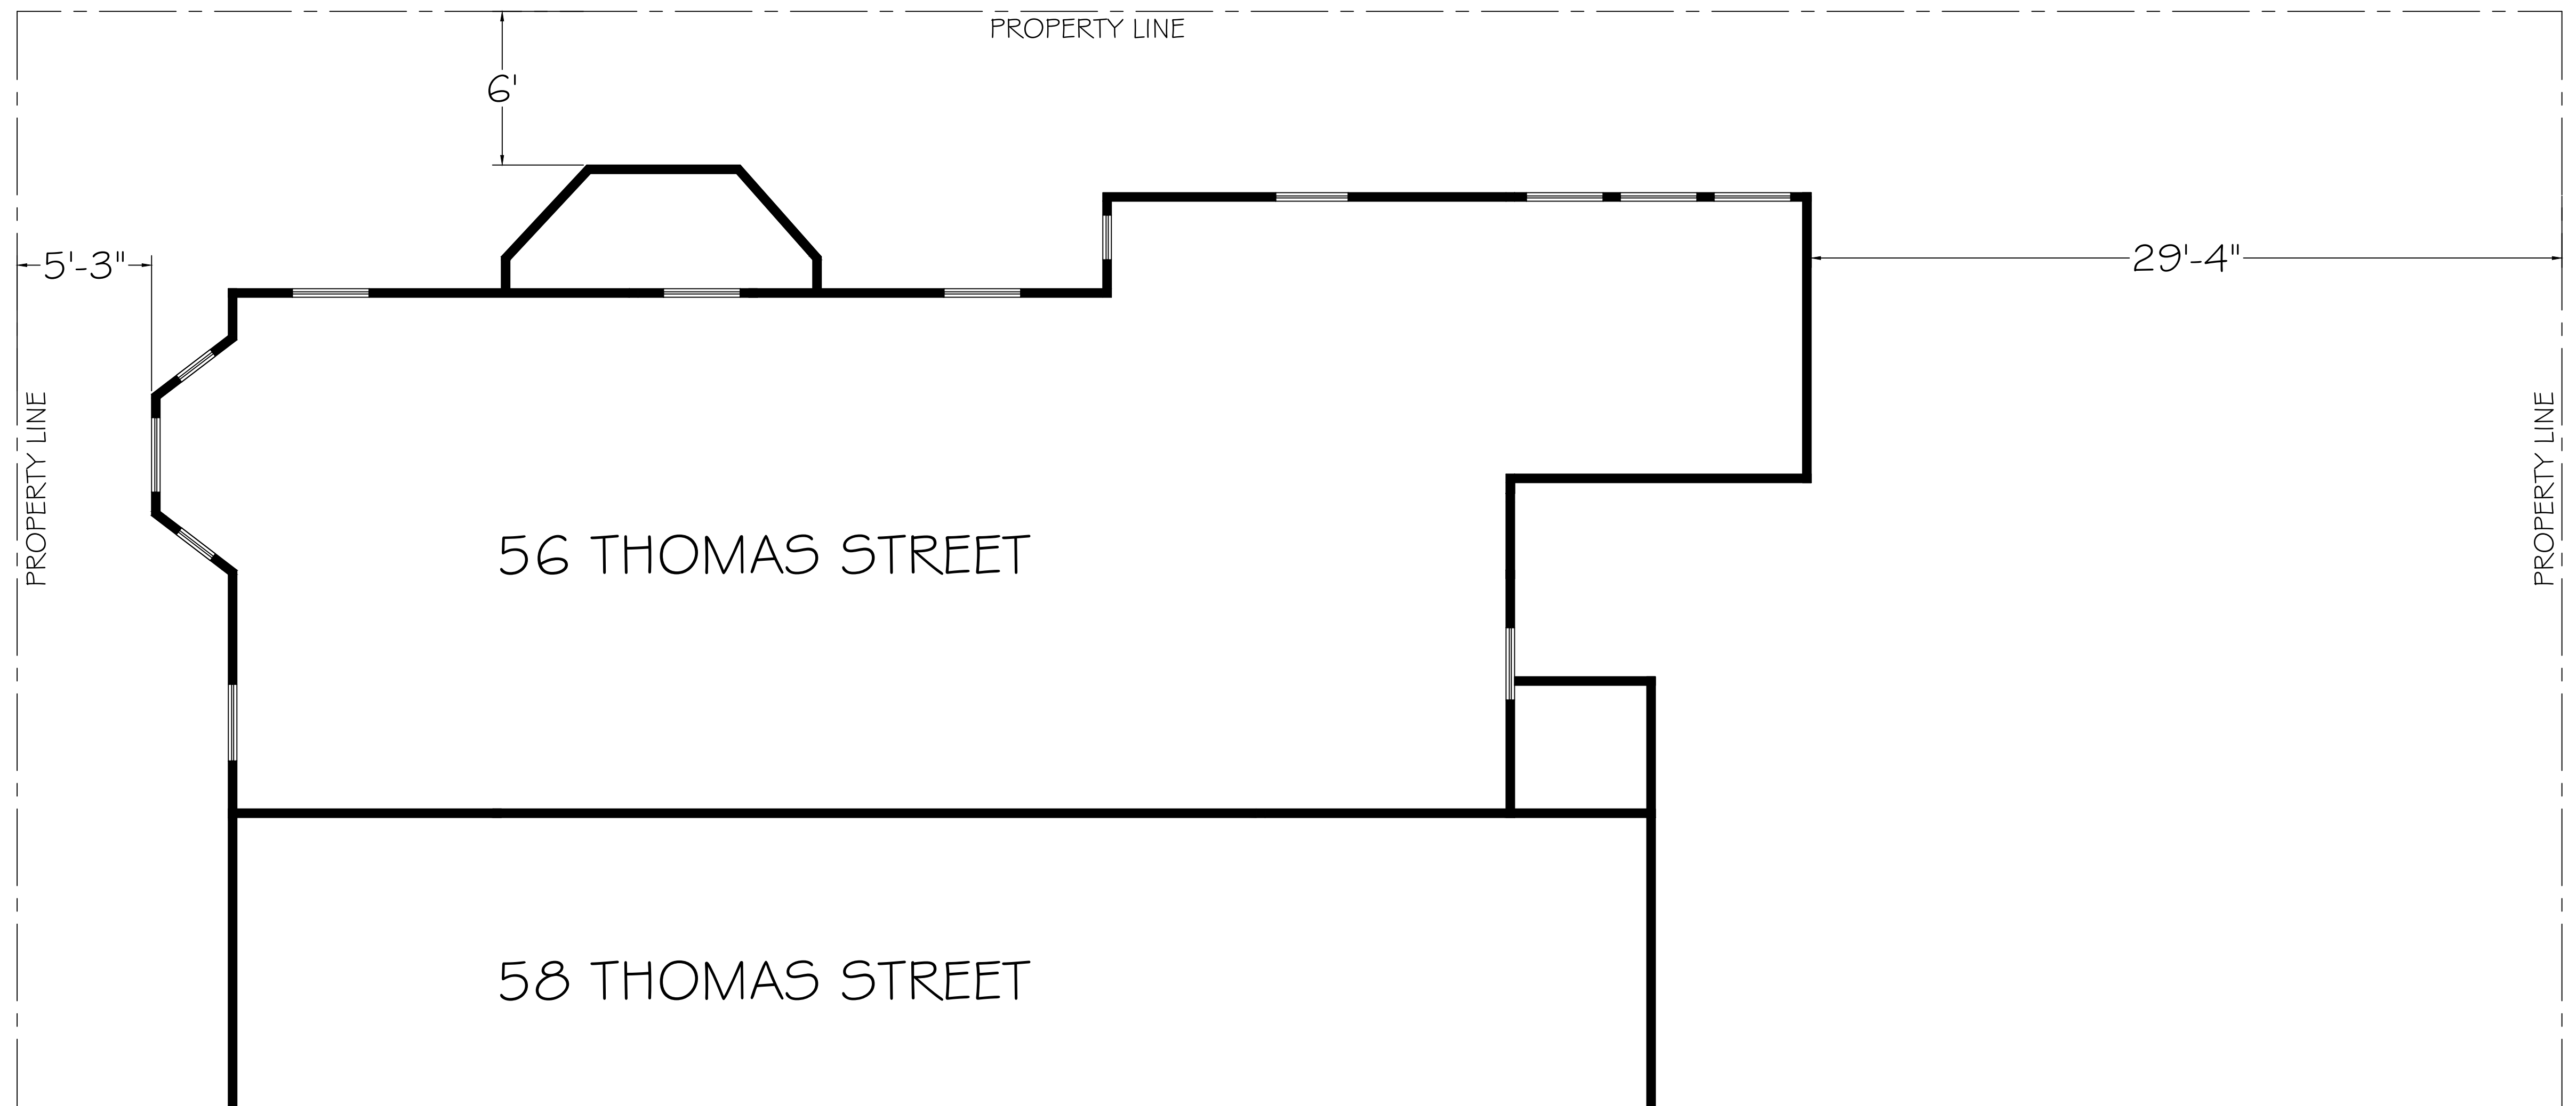 PROPERTY LINE
6'
5'-3"
29'-4"
PROPERTY LINE
PROPERTY LINE
56 THOMAS STREET
58 THOMAS STREET